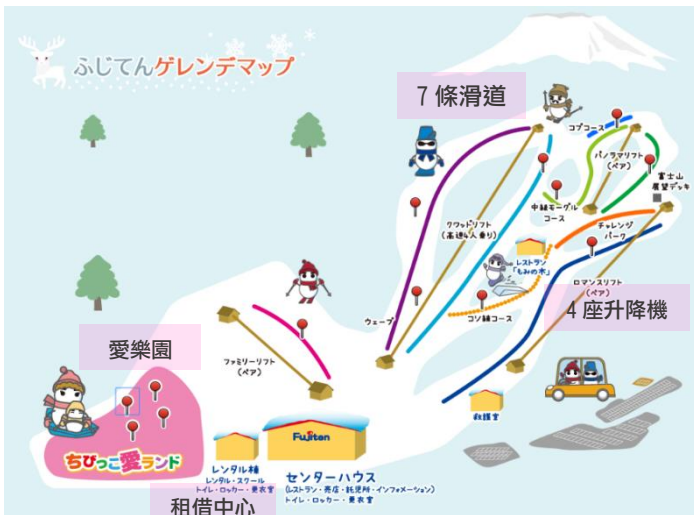 ふじてんゲレンデマップ
7 條滑道
コブコース
パノラマリフト
(ペア)
富士山
展望デッキ
中級モーグル
コース
クワッドリフト
(高速4人乗り)
チャレンジ
パーク
レストラン
「もみの木」
ロマンスリフト
(ペア)
4 座升降機
ウェーブ
コソ練コース
愛樂園
ファミリーリフト
(ペア)
救護室
Fujiten
ちびっこ愛ランド
レンタル棟
レンタル・スクール
トイレ・ロッカー・更衣室
センターハウス
(レストラン・売店・託児所・インフォメーション)
トイレ・ロッカー・更衣室
租借中心